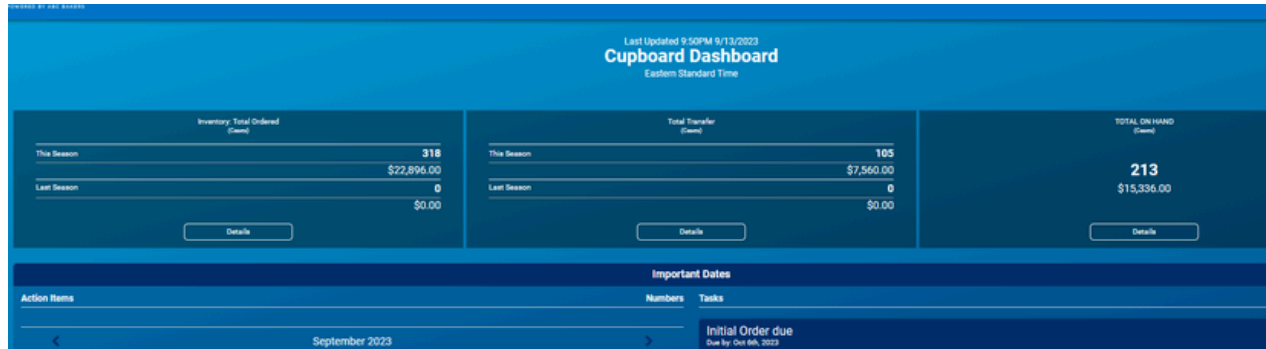 POWERED BY ABC BAKERS
Last Updated 9:50PM 9/13/2023
Cupboard Dashboard
Eastern Standard Time
Inventory: Total Ordered
(Cases)
This Season 318
$22,896.00
Last Season 0
$0.00
Details
Total Transfer
(Cases)
This Season 105
$7,560.00
Last Season 0
$0.00
Details
TOTAL ON HAND
(Cases)
213
$15,336.00
Details
Important Dates
Action Items Numbers
September 2023
Tasks
Initial Order due
Due by: Oct 6th, 2023